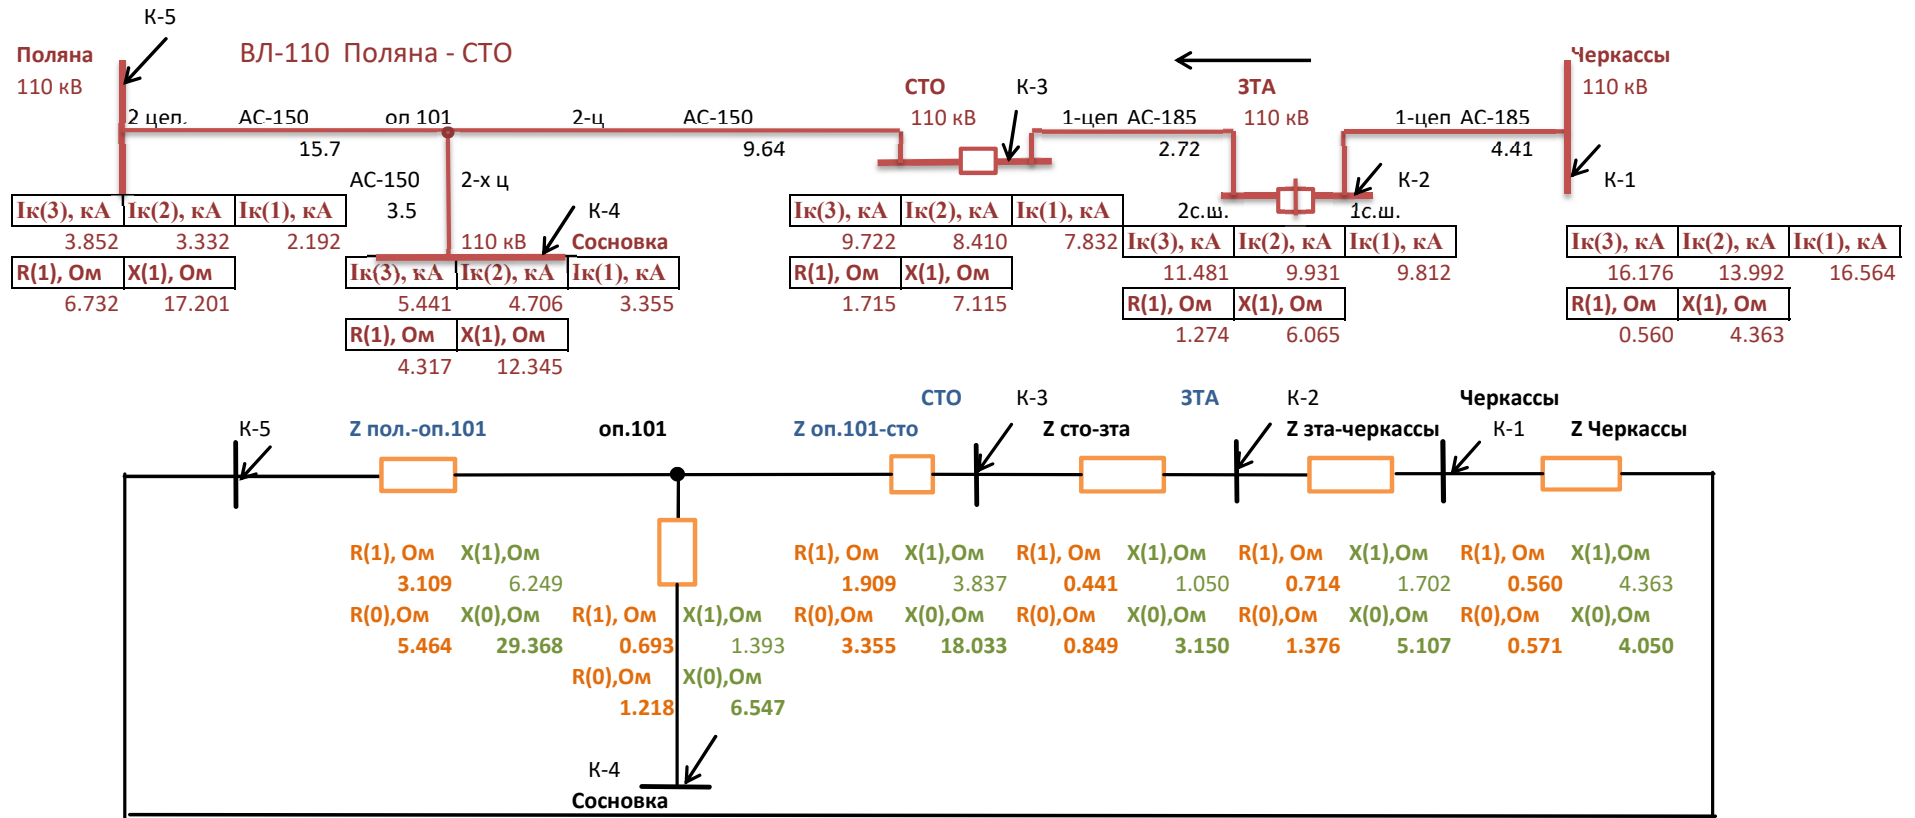 К-5
Поляна
ВЛ-110 Поляна - СТО
Черкассы
110 кВ
СТО
К-3
ЗТА
110 кВ
2 цеп.
АС-150
оп 101
2-ц
АС-150
110 кВ
1-цеп АС-185
110 кВ
1-цеп АС-185
15.7
9.64
2.72
4.41
АС-150
2-х ц
К-2
К-1
Iк(3), кА Iк(2), кА Iк(1), кА
3.5
К-4
Iк(3), кА Iк(2), кА Iк(1), кА
2с.ш.
1с.ш.
3.852 3.332 2.192
110 кВ
Сосновка
9.722 8.410 7.832
Iк(3), кА Iк(2), кА Iк(1), кА
Iк(3), кА Iк(2), кА Iк(1), кА
R(1), Ом X(1), Ом
Iк(3), кА Iк(2), кА Iк(1), кА
R(1), Ом X(1), Ом
11.481 9.931 9.812
16.176 13.992 16.564
6.732 17.201
5.441 4.706 3.355
1.715 7.115
R(1), Ом X(1), Ом
R(1), Ом X(1), Ом
R(1), Ом X(1), Ом
1.274 6.065
0.560 4.363
4.317 12.345
СТО
К-3
ЗТА
К-2
Черкассы
К-5
Z пол.-оп.101
оп.101
Z оп.101-сто
Z сто-зта
Z зта-черкассы
К-1
Z Черкассы
R(1), Ом X(1),Ом
R(1), Ом X(1),Ом R(1), Ом X(1),Ом R(1), Ом X(1),Ом R(1), Ом X(1),Ом
3.109 6.249
1.909 3.837 0.441 1.050 0.714 1.702 0.560 4.363
R(0),Ом X(0),Ом R(1), Ом X(1),Ом R(0),Ом X(0),Ом R(0),Ом X(0),Ом R(0),Ом X(0),Ом R(0),Ом X(0),Ом
5.464 29.368 0.693 1.393 3.355 18.033 0.849 3.150 1.376 5.107 0.571 4.050
R(0),Ом X(0),Ом
1.218 6.547
К-4
Сосновка